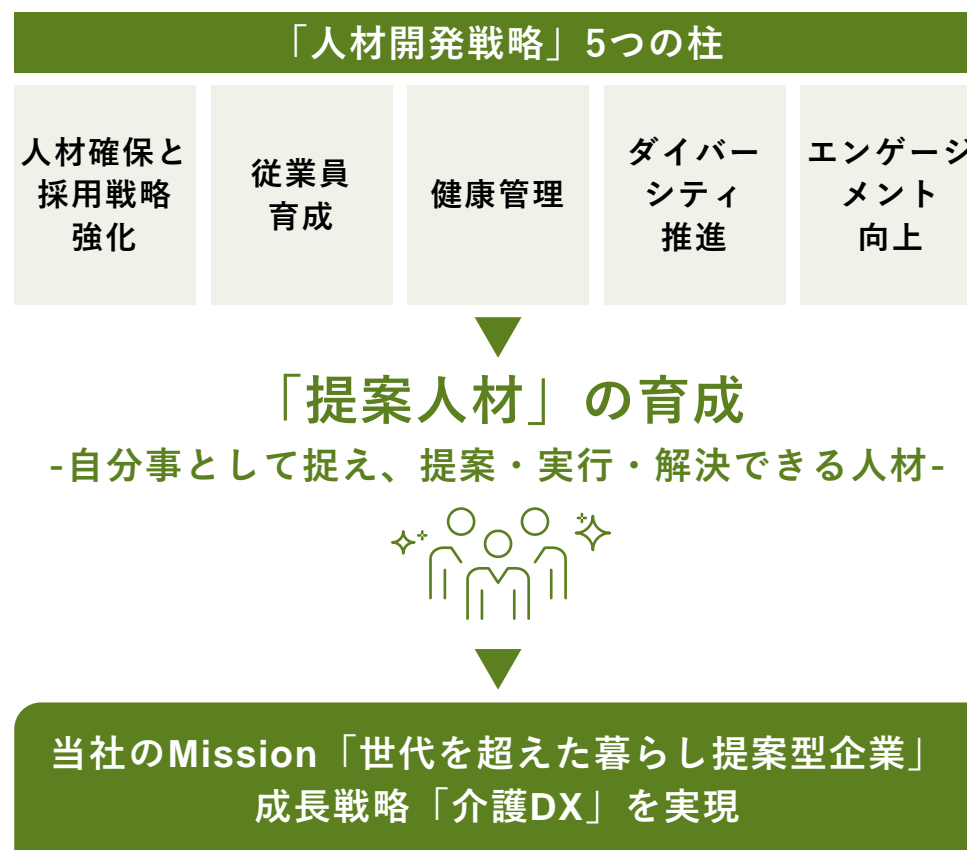 「人材開発戦略」5つの柱
人材確保と
採用戦略
強化
従業員
育成
健康管理
ダイバー
シティ
推進
エンゲージ
メント
向上
「提案人材」の育成
-自分事として捉え、提案・実行・解決できる人材-
当社のMission「世代を超えた暮らし提案型企業」
成長戦略「介護DX」を実現